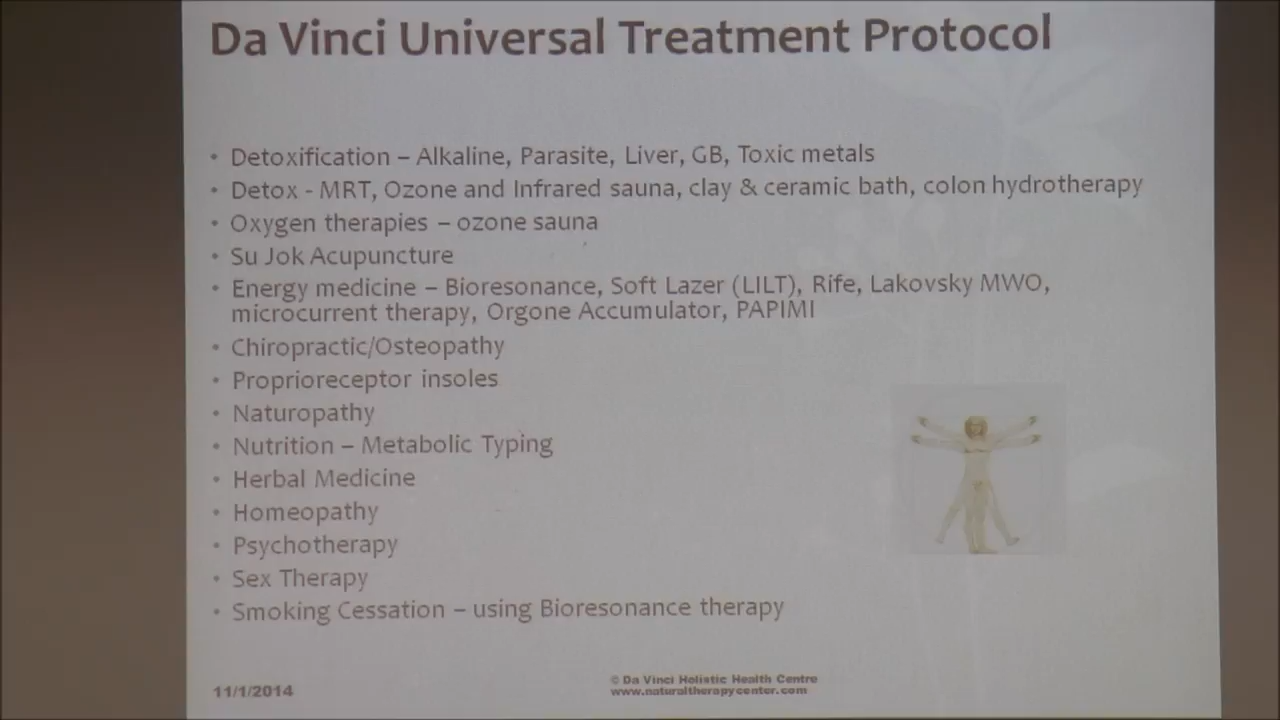 Da Vinci Universal Treatment Protocol
• Detoxification – Alkaline, Parasite, Liver, GB, Toxic metals
• Detox - MRT, Ozone and Infrared sauna, clay & ceramic bath, colon hydrotherapy
• Oxygen therapies – ozone sauna
• Su Jok Acupuncture
• Energy medicine – Bioresonance, Soft Lazer (LILT), Rife, Lakovsky MWO,
microcurrent therapy, Orgone Accumulator, PAPIMI
• Chiropractic/Osteopathy
• Proprioreceptor insoles
• Naturopathy
• Nutrition – Metabolic Typing
• Herbal Medicine
• Homeopathy
• Psychotherapy
• Sex Therapy
• Smoking Cessation – using Bioresonance therapy
11/1/2014
© Da Vinci Holistic Health Centre
www.naturaltherapycenter.com